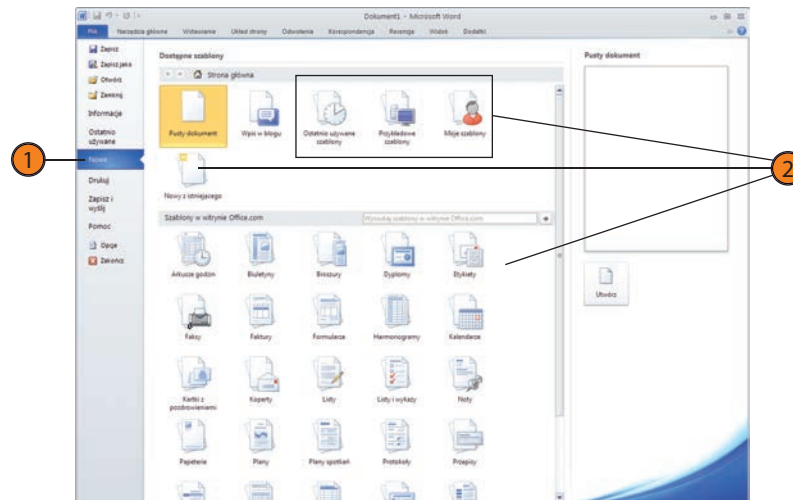 Dokument1 - Microsoft Word
Plik Narzędzia główne Wstawianie Układ strony Odwołania Korespondencja Recenzja Widok Dodatki
Zapisz
Zapisz jako
Otwórz
Zamknij
Informacje
Ostatnio
używane
Nowe
Drukuj
Zapisz i
wyślij
Pomoc
Opcje
Zakończ
1
Dostępne szablony
Strona główna
Pusty dokument Wpis w blogu Ostatnio używane szablony Przykładowe szablony Moje szablony
Nowy z istniejącego
Szablony w witrynie Office.com Wyszukaj szablony w witrynie Office.com
Arkusze godzin Biuletyny Broszury Dyplomy Etykiety
Faksy Faktury Formularze Harmonogramy Kalendarze
Kartki z pozdrowieniami Koperty Listy Listy i wykazy Noty
Papeterie Plany Plany spotkań Protokoły Przepisy
Pusty dokument
2
Utwórz